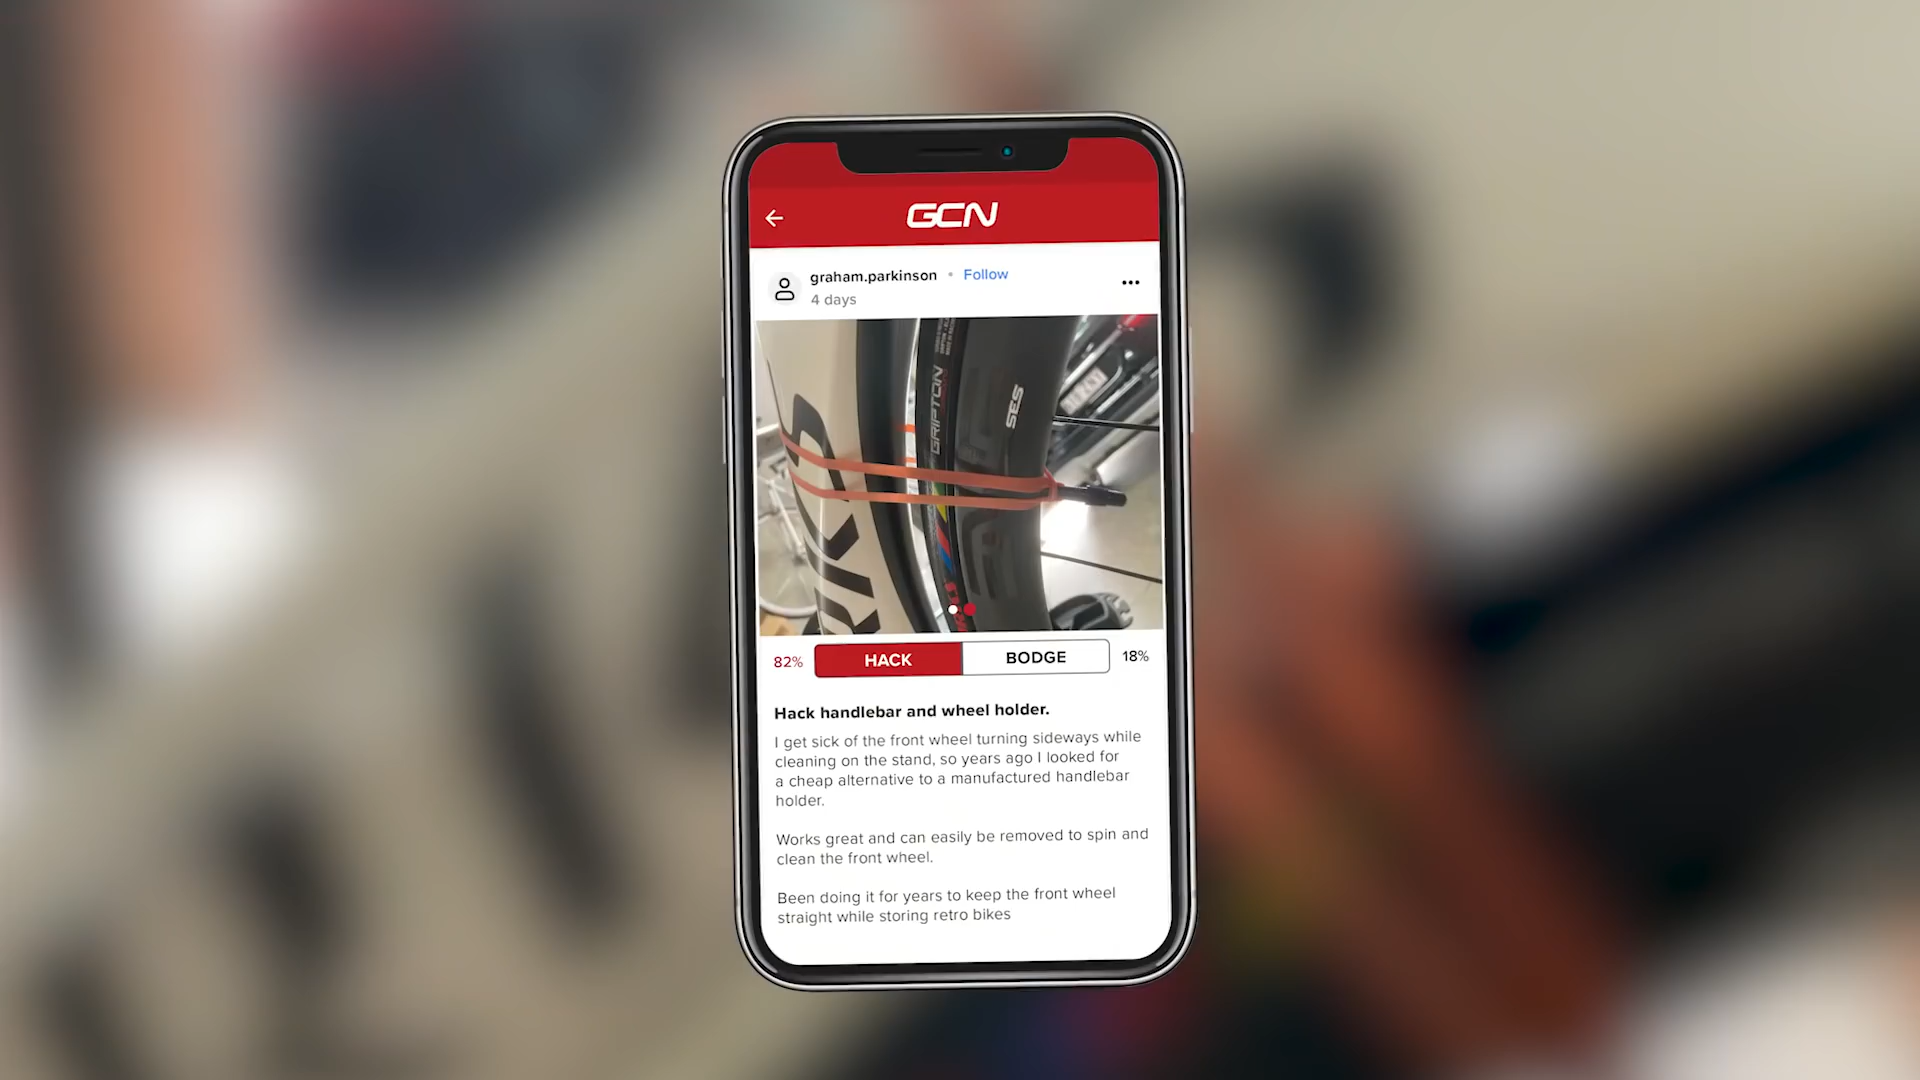 GCN
graham.parkinson • Follow
4 days
GRIPTON
SES
82%
HACK
BODGE
18%
Hack handlebar and wheel holder.
I get sick of the front wheel turning sideways while
cleaning on the stand, so years ago I looked for
a cheap alternative to a manufactured handlebar
holder.
Works great and can easily be removed to spin and
clean the front wheel.
Been doing it for years to keep the front wheel
straight while storing retro bikes